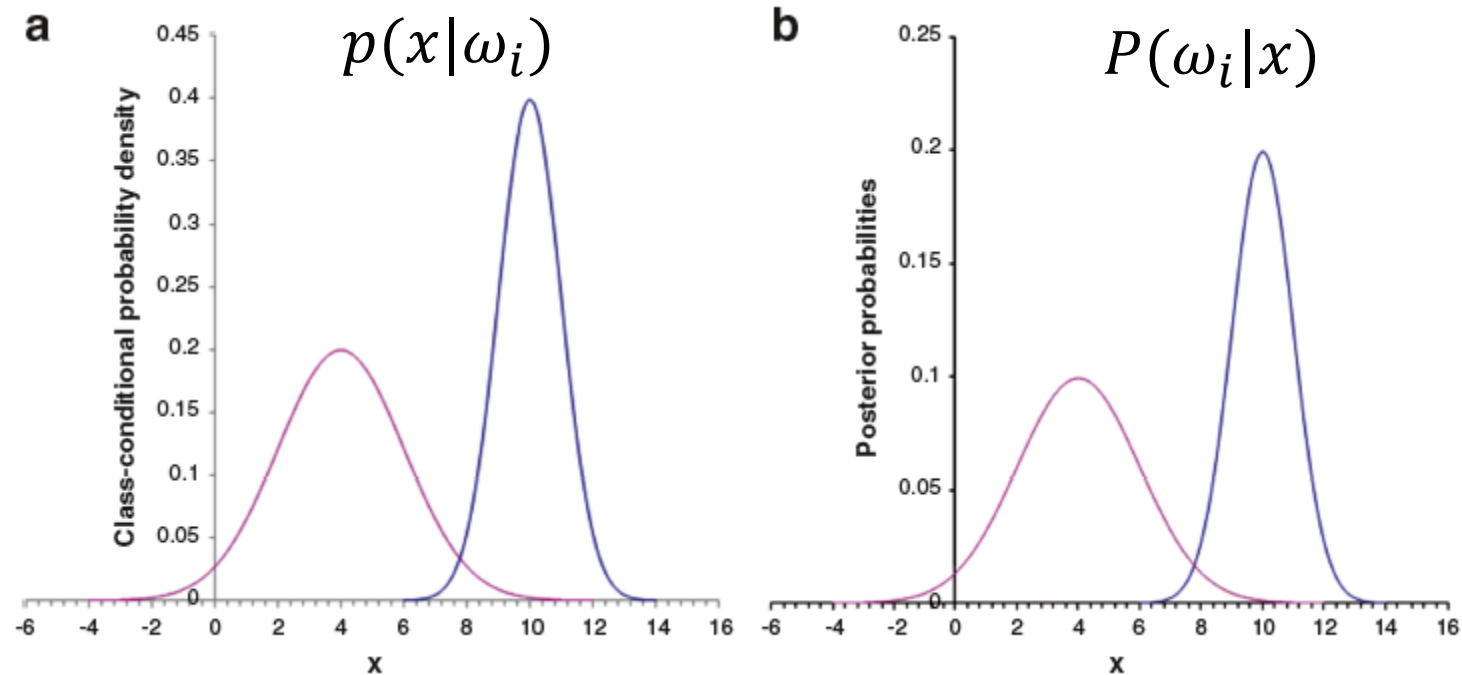 a
p(x|ωᵢ)
Class-conditional probability density
0.45
0.4
0.35
0.3
0.25
0.2
0.15
0.1
0.05
0
-6 -4 -2 0 2 4 6 8 10 12 14 16
x
b
P(ωᵢ|x)
Posterior probabilities
0.25
0.2
0.15
0.1
0.05
0
-6 -4 -2 0 2 4 6 8 10 12 14 16
x